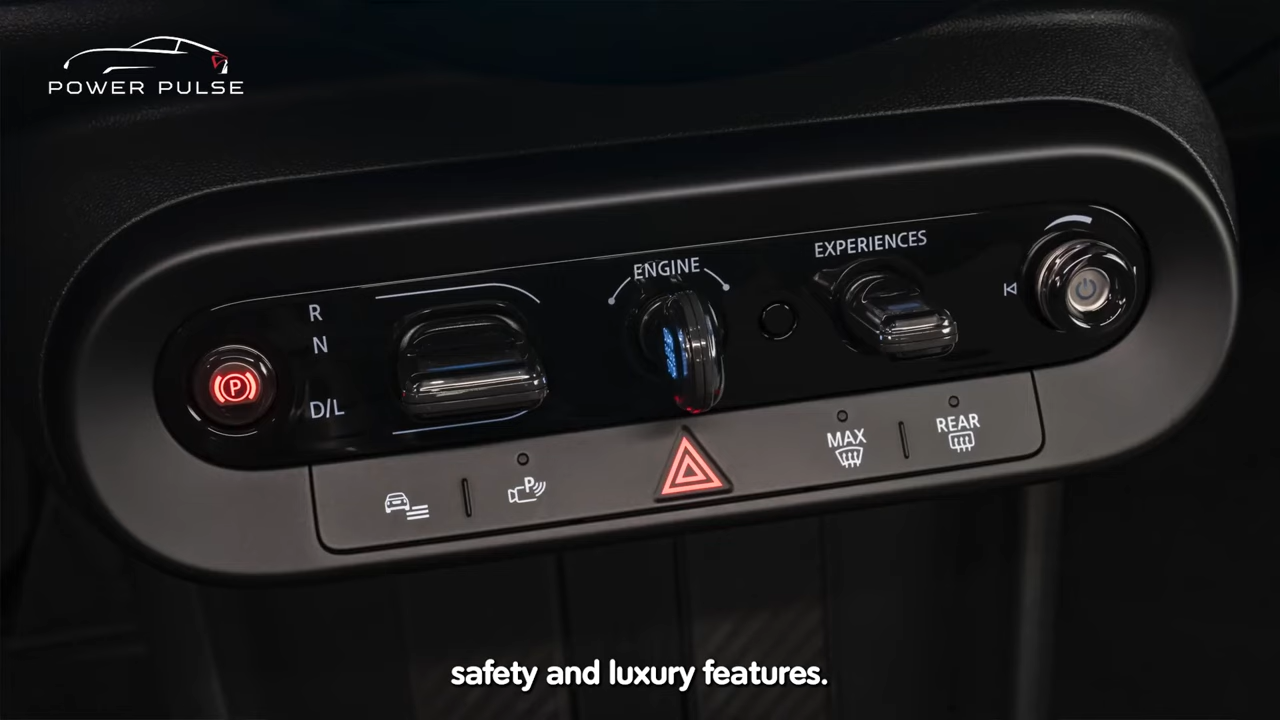 POWER PULSE
EXPERIENCES
ENGINE
R
N
D/L
P
MAX
REAR
P
safety and luxury features.